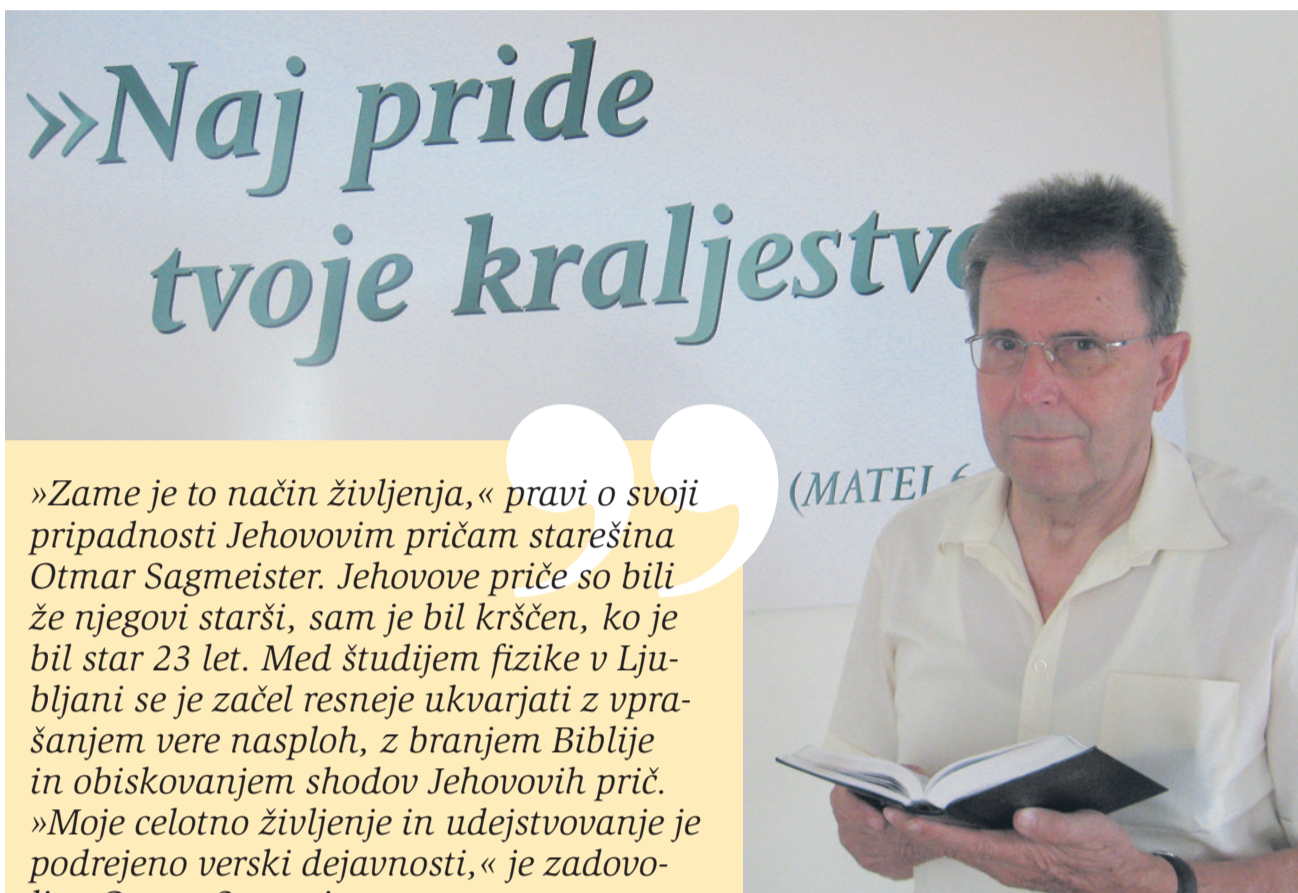 »Naj pride
tvoje kraljestvo
(MATEJ 6
»Zame je to način življenja,« pravi o svoji
pripadnosti Jehovovim pričam starešina
Otmar Sagmeister. Jehovove priče so bili
že njegovi starši, sam je bil krščen, ko je
bil star 23 let. Med študijem fizike v Lju-
bljani se je začel resneje ukvarjati z vpra-
šanjem vere nasploh, z branjem Biblije
in obiskovanjem shodov Jehovovih prič.
»Moje celotno življenje in udejstvovanje je
podrejeno verski dejavnosti,« je zadovo-